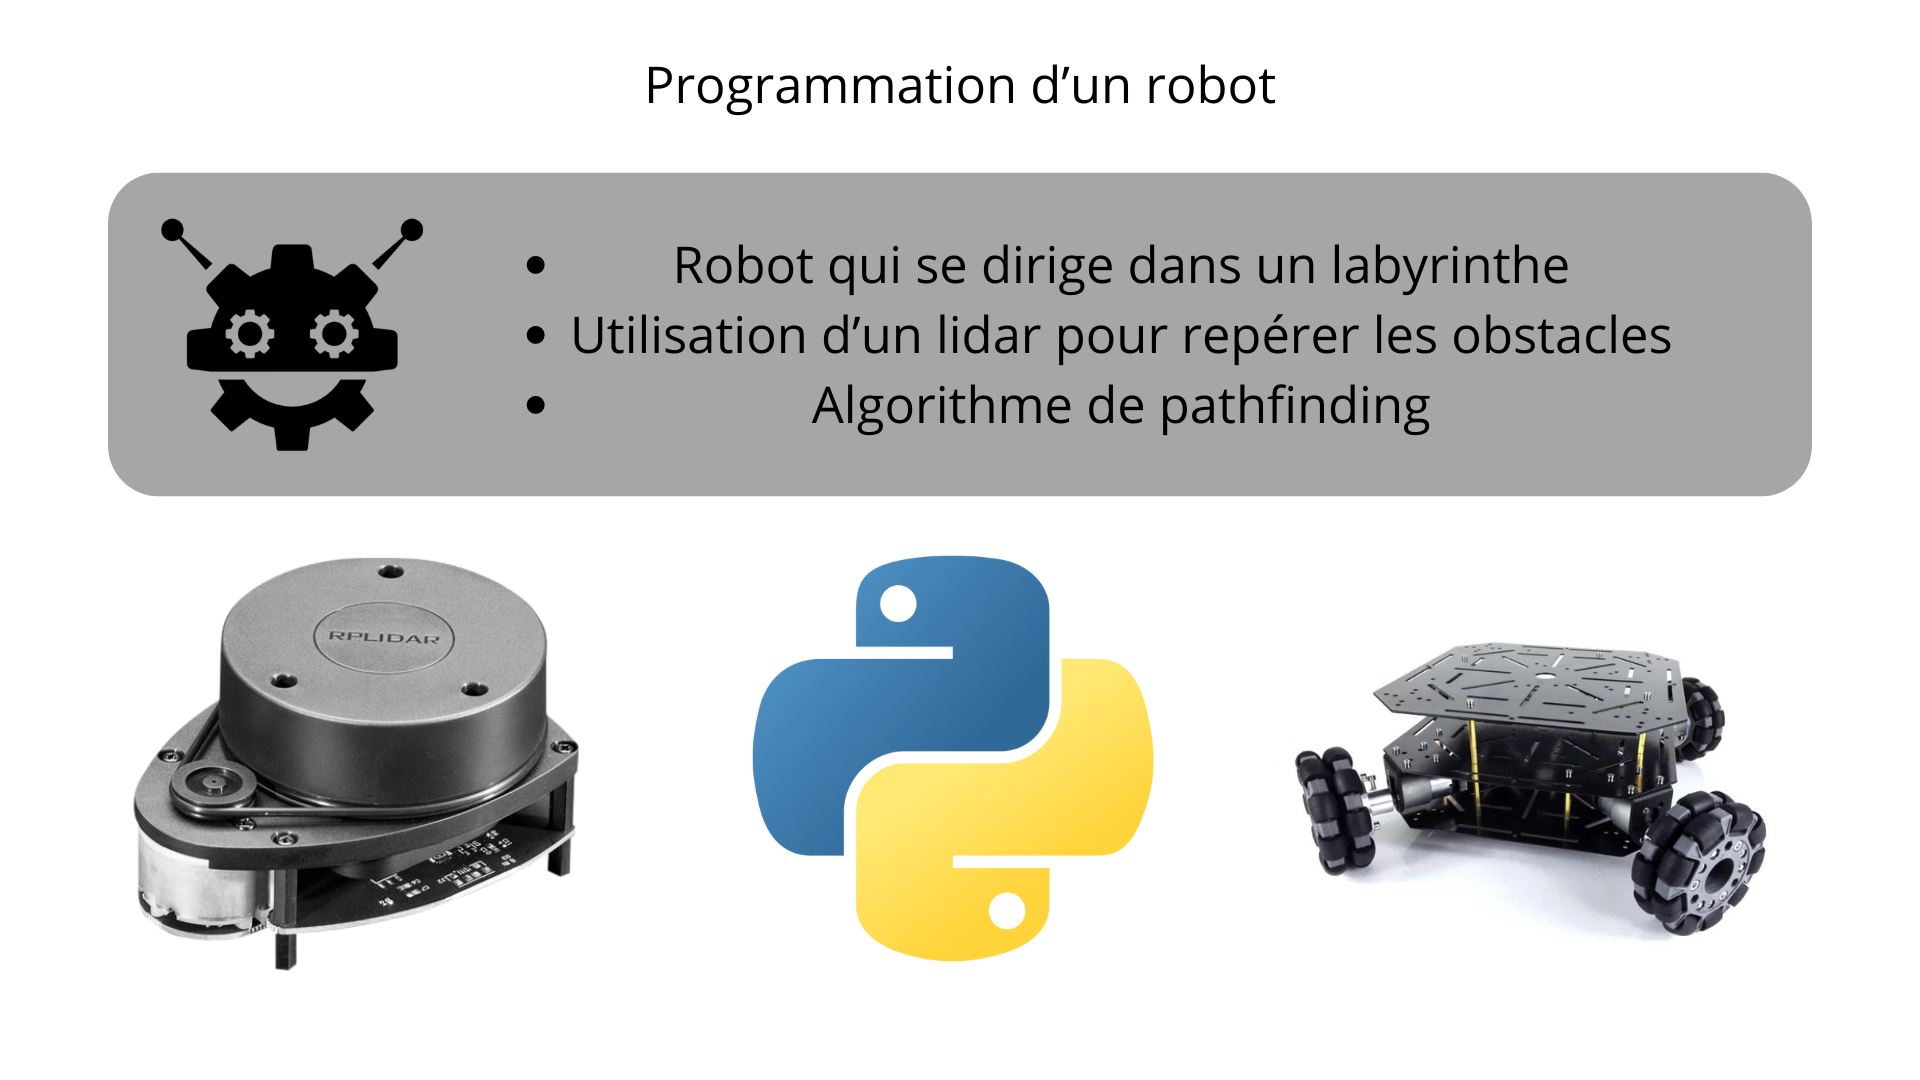 Programmation d’un robot
• Robot qui se dirige dans un labyrinthe
• Utilisation d’un lidar pour repérer les obstacles
• Algorithme de pathfinding
RPLIDAR